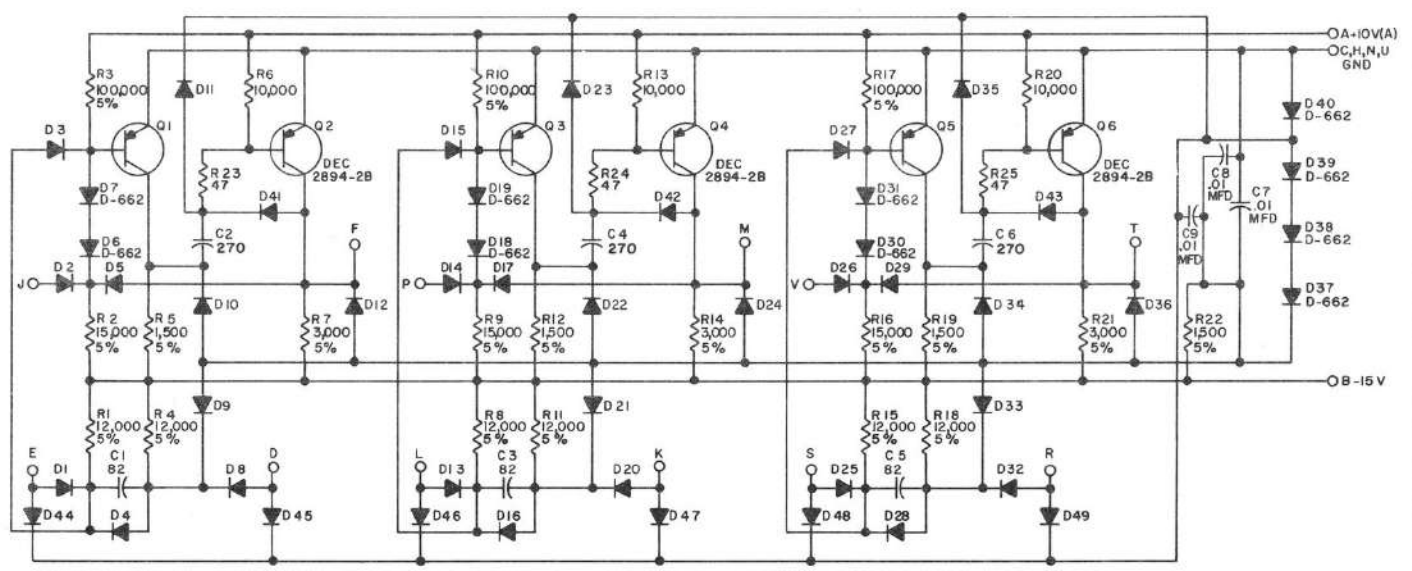 A+10V(A)
C,H,N,U
GND
R3
100,000
5%
D11
R6
10,000
R10
100,000
5%
D23
R13
10,000
R17
100,000
5%
D35
R20
10,000
D40
D-662
D3
Q1
Q2
D15
Q3
Q4
D27
Q5
Q6
DEC
2894-2B
DEC
2894-2B
DEC
2894-2B
R23
47
R24
47
R25
47
C8
.01
MFD
C7
.01
MFD
D39
D-662
D7
D-662
D41
D19
D-662
D42
D31
D-662
D43
C9
.01
MFD
D38
D-662
D6
D-662
C2
270
F
D18
D-662
C4
270
M
D30
D-662
C6
270
T
J
D2
D5
D10
D12
P
D14
D17
D22
D24
V
D26
D29
D34
D36
D37
D-662
R2
15,000
5%
R5
1,500
5%
R7
3,000
5%
R9
15,000
5%
R12
1,500
5%
R14
3,000
5%
R16
15,000
5%
R19
1,500
5%
R21
3,000
5%
R22
1,500
5%
B-15V
R1
12,000
5%
R4
12,000
5%
D9
R8
12,000
5%
R11
12,000
5%
D21
R15
12,000
5%
R18
12,000
5%
D33
E
D1
C1
82
D8
D
L
D13
C3
82
D20
K
S
D25
C5
82
D32
R
D44
D4
D45
D46
D16
D47
D48
D28
D49